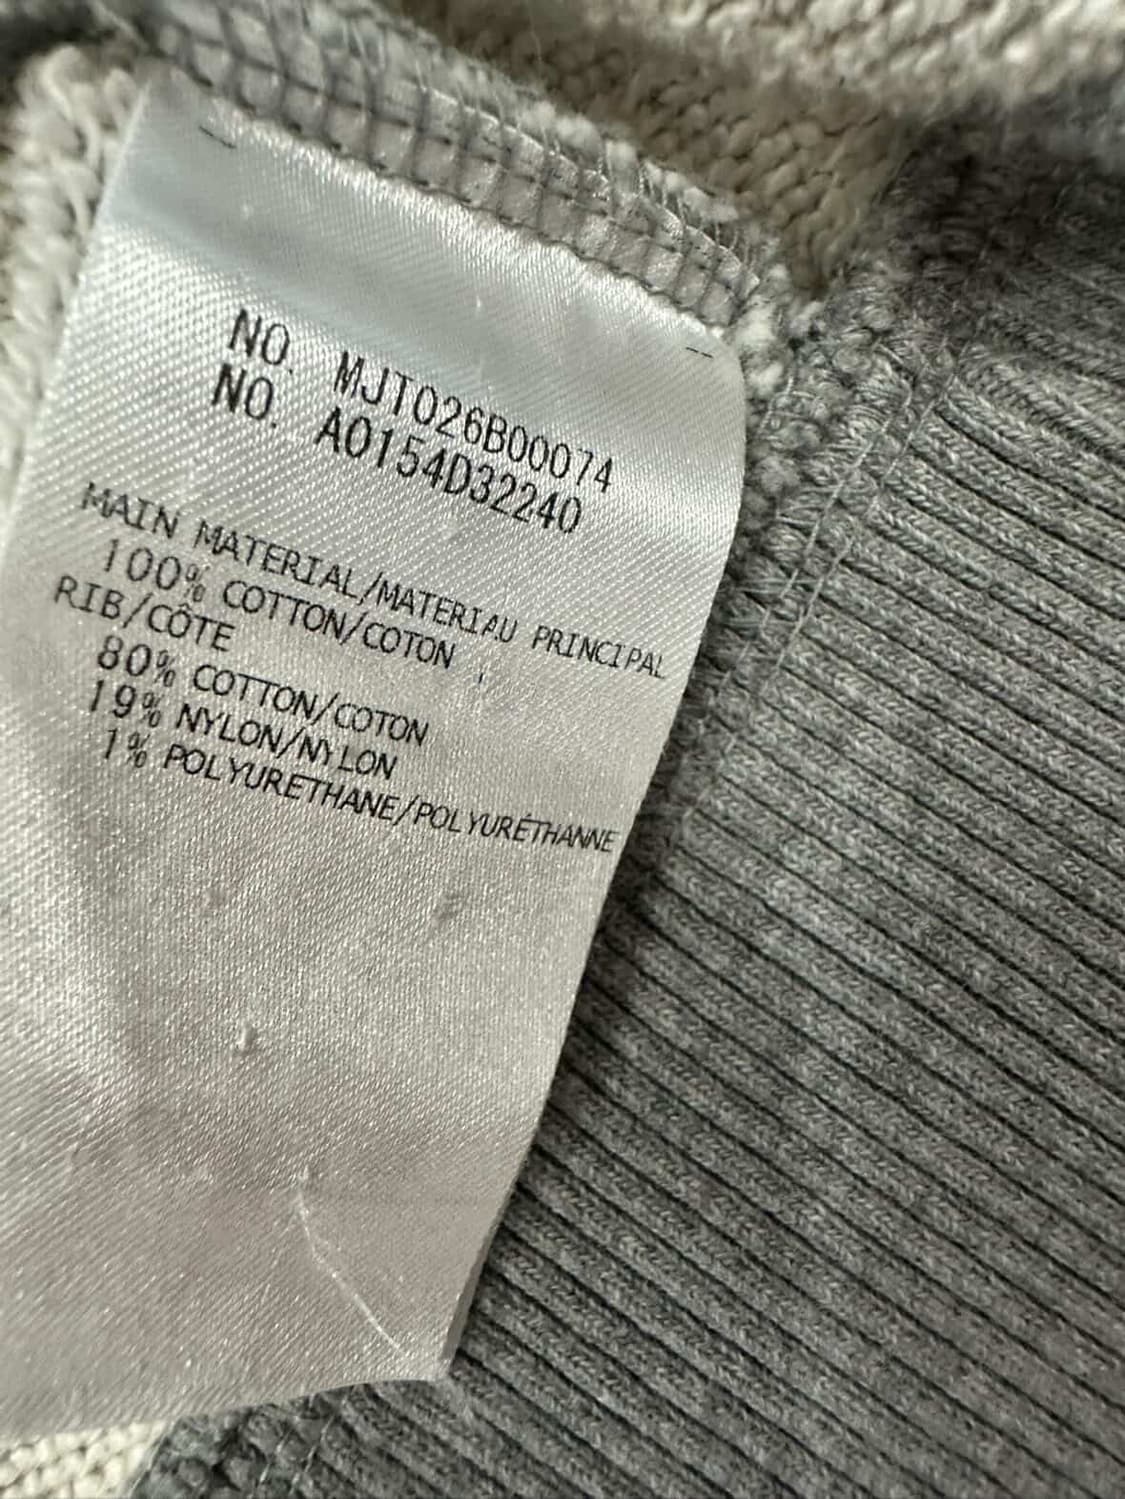 NO. MJT026B00074
NO. A0154D32240
MAIN MATERIAL/MATERIAU PRINCIPAL
100% COTTON/COTON
RIB/CÔTE
80% COTTON/COTON
19% NYLON/NYLON
1% POLYURETHANE/POLYURÉTHANNE